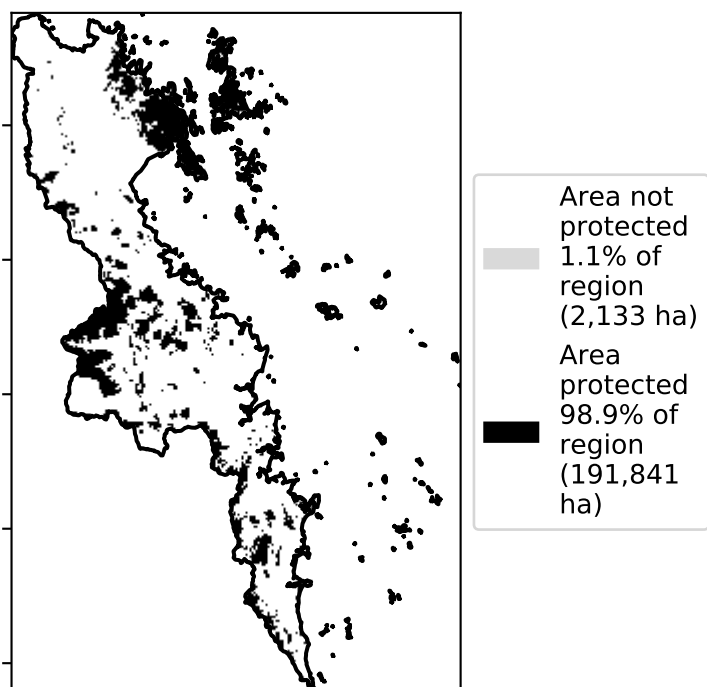 Area not
protected
1.1% of
region
(2,133 ha)
Area
protected
98.9% of
region
(191,841
ha)